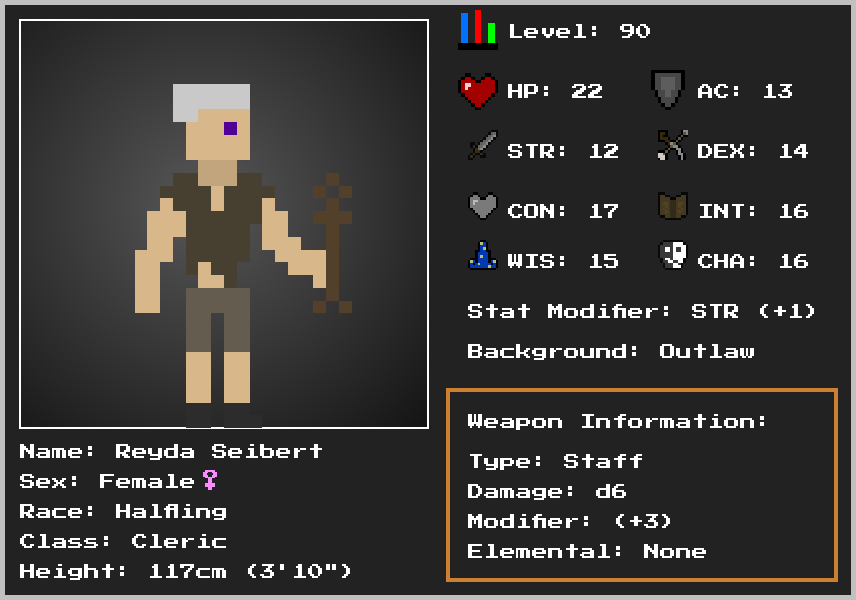 Level: 90
HP: 22
AC: 13
STR: 12
DEX: 14
CON: 17
INT: 16
WIS: 15
CHA: 16
Stat Modifier: STR (+1)
Background: Outlaw
Weapon Information:
Type: Staff
Damage: d6
Modifier: (+3)
Elemental: None
Name: Reyda Seibert
Sex: Female♀
Race: Halfling
Class: Cleric
Height: 117cm (3'10")